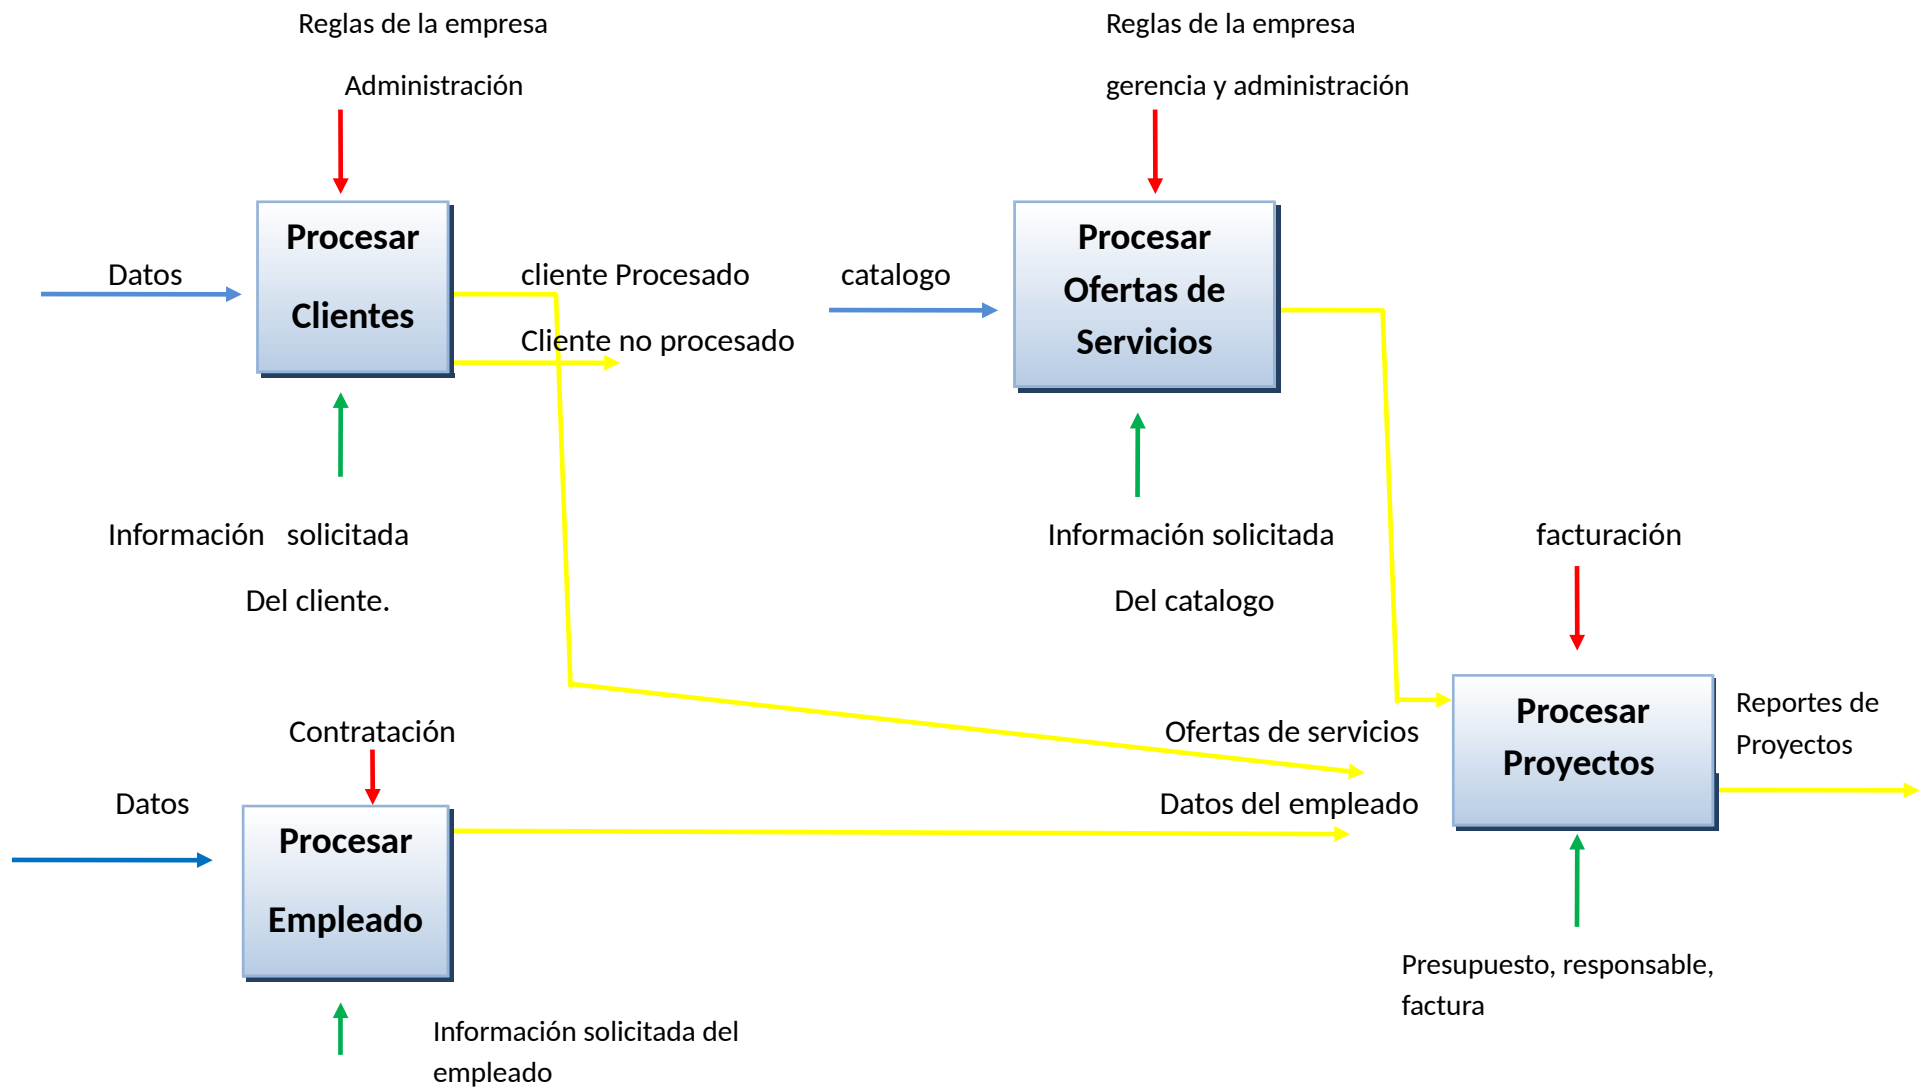 Reglas de la empresa
Administración
Reglas de la empresa
gerencia y administración
Procesar
Clientes
Datos
cliente Procesado
Cliente no procesado
catalogo
Procesar
Ofertas de
Servicios
Información   solicitada
Del cliente.
Información solicitada
Del catalogo
facturación
Contratación
Datos
Procesar
Empleado
Ofertas de servicios
Datos del empleado
Procesar
Proyectos
Reportes de
Proyectos
Presupuesto, responsable,
factura
Información solicitada del
empleado